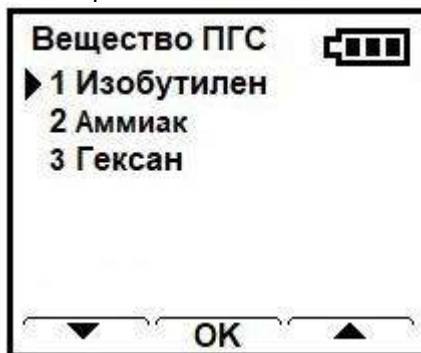 Вещество ПГС
1 Изобутилен
2 Аммиак
3 Гексан
OK